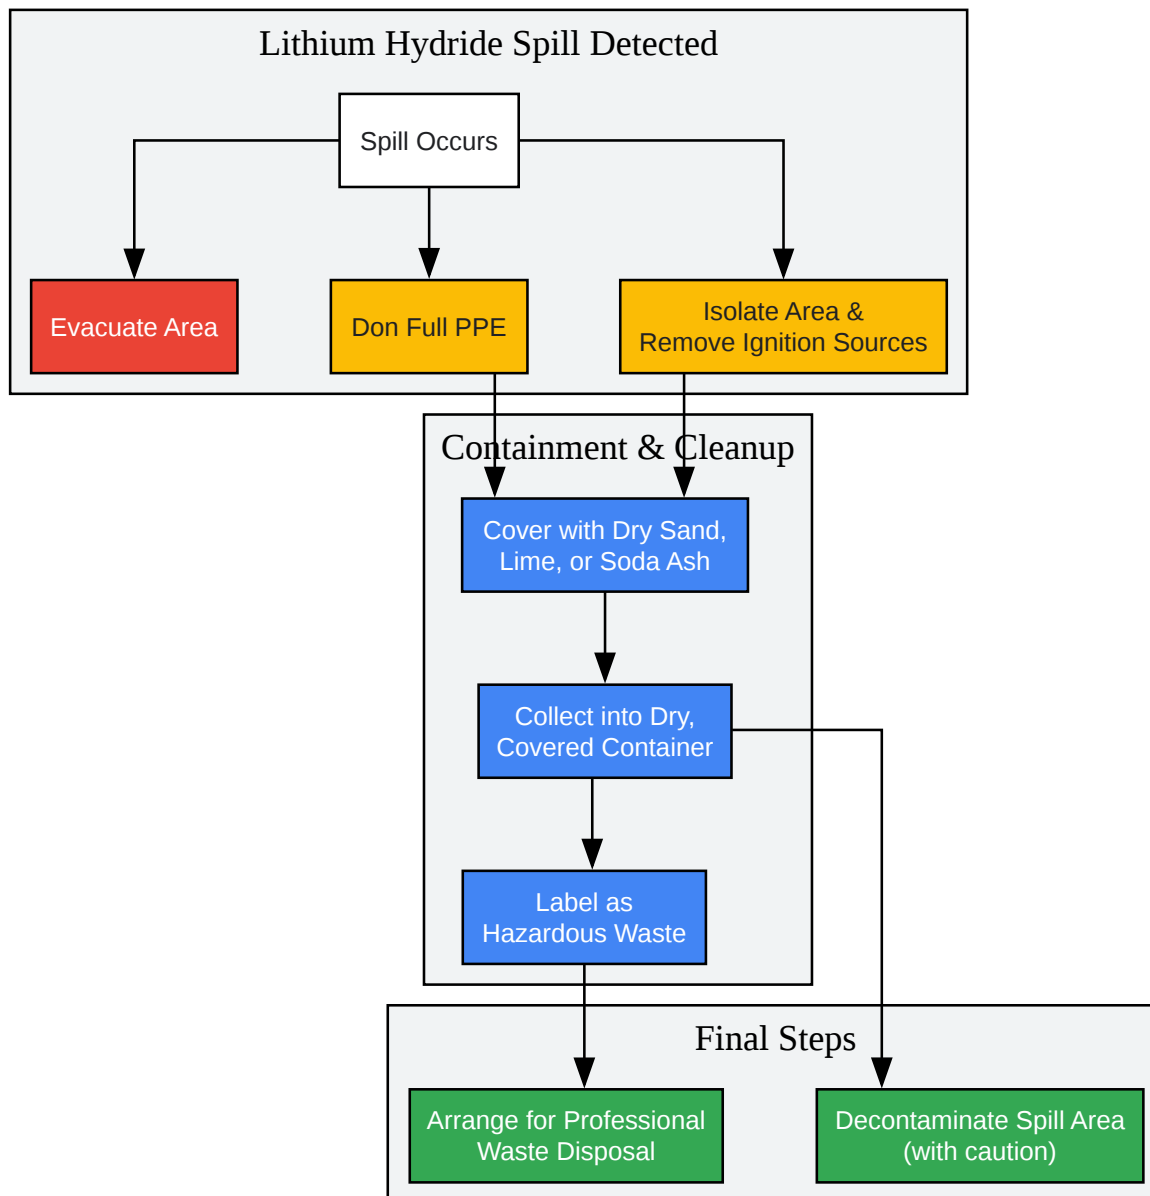 Lithium Hydride Spill Detected
Spill Occurs
Evacuate Area
Don Full PPE
Isolate Area &
Remove Ignition Sources
Containment & Cleanup
Cover with Dry Sand,
Lime, or Soda Ash
Collect into Dry,
Covered Container
Label as
Hazardous Waste
Final Steps
Arrange for Professional
Waste Disposal
Decontaminate Spill Area
(with caution)